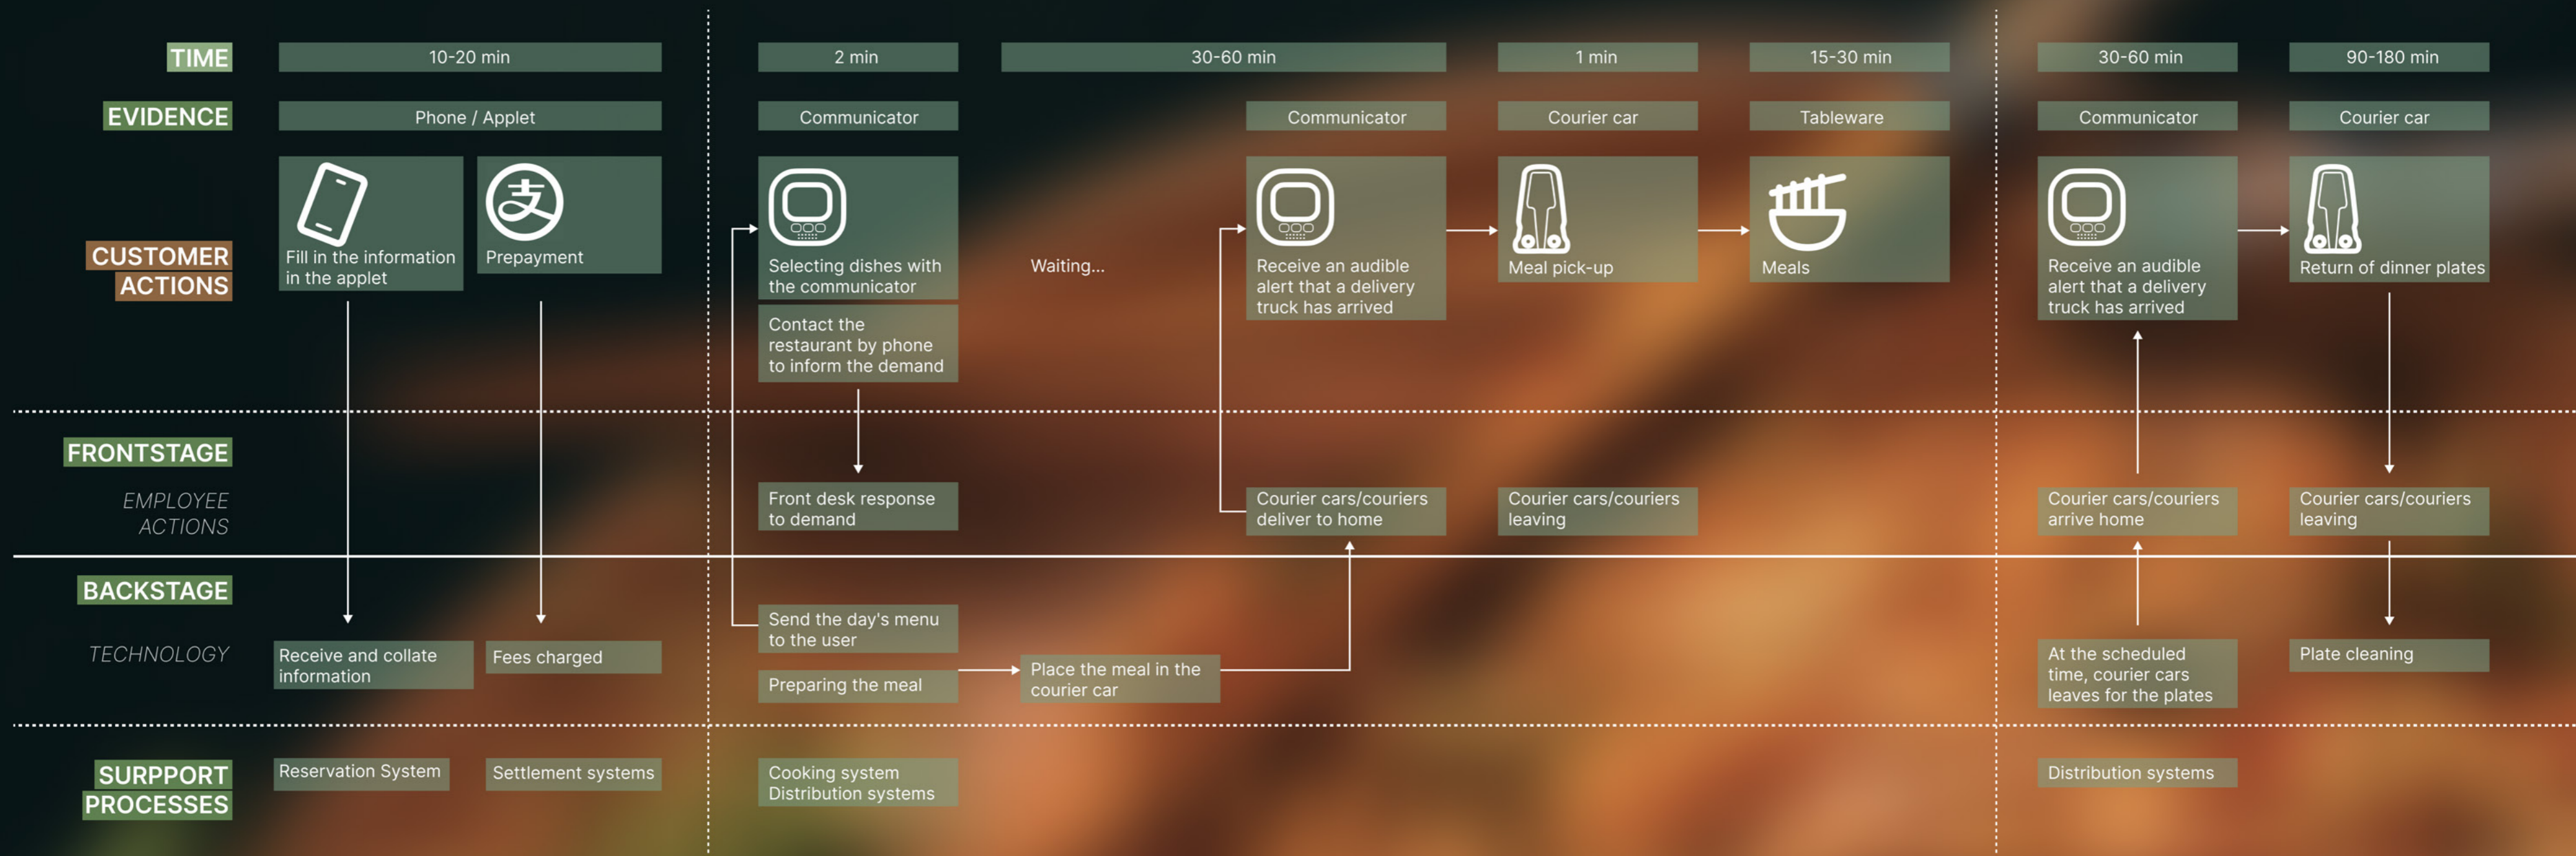 TIME
10-20 min
2 min
30-60 min
1 min
15-30 min
30-60 min
90-180 min
EVIDENCE
Phone / Applet
Communicator
Communicator
Courier car
Tableware
Communicator
Courier car
CUSTOMER
ACTIONS
Fill in the information
in the applet
支
Prepayment
Selecting dishes with
the communicator
Contact the
restaurant by phone
to inform the demand
Waiting...
Receive an audible
alert that a delivery
truck has arrived
Meal pick-up
Meals
Receive an audible
alert that a delivery
truck has arrived
Return of dinner plates
FRONTSTAGE
EMPLOYEE
ACTIONS
Front desk response
to demand
Courier cars/couriers
deliver to home
Courier cars/couriers
leaving
Courier cars/couriers
arrive home
Courier cars/couriers
leaving
BACKSTAGE
TECHNOLOGY
Receive and collate
information
Fees charged
Send the day's menu
to the user
Preparing the meal
Place the meal in the
courier car
At the scheduled
time, courier cars
leaves for the plates
Plate cleaning
SURPPORT
PROCESSES
Reservation System
Settlement systems
Cooking system
Distribution systems
Distribution systems